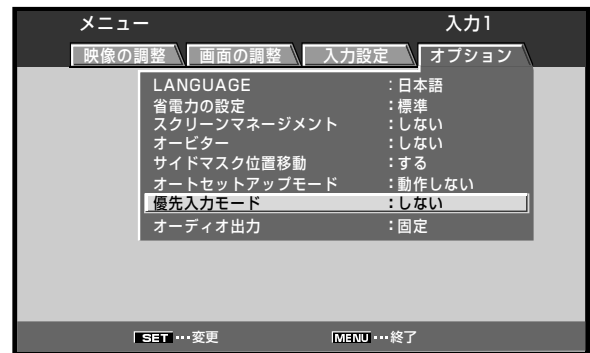 メニュー 入力1
映像の調整 画面の調整 入力設定 オプション
LANGUAGE :日本語
省電力の設定 :標準
スクリーンマネージメント :しない
オービター :しない
サイドマスク位置移動 :する
オートセットアップモード :動作しない
優先入力モード :しない
オーディオ出力 :固定
SET…変更 MENU…終了